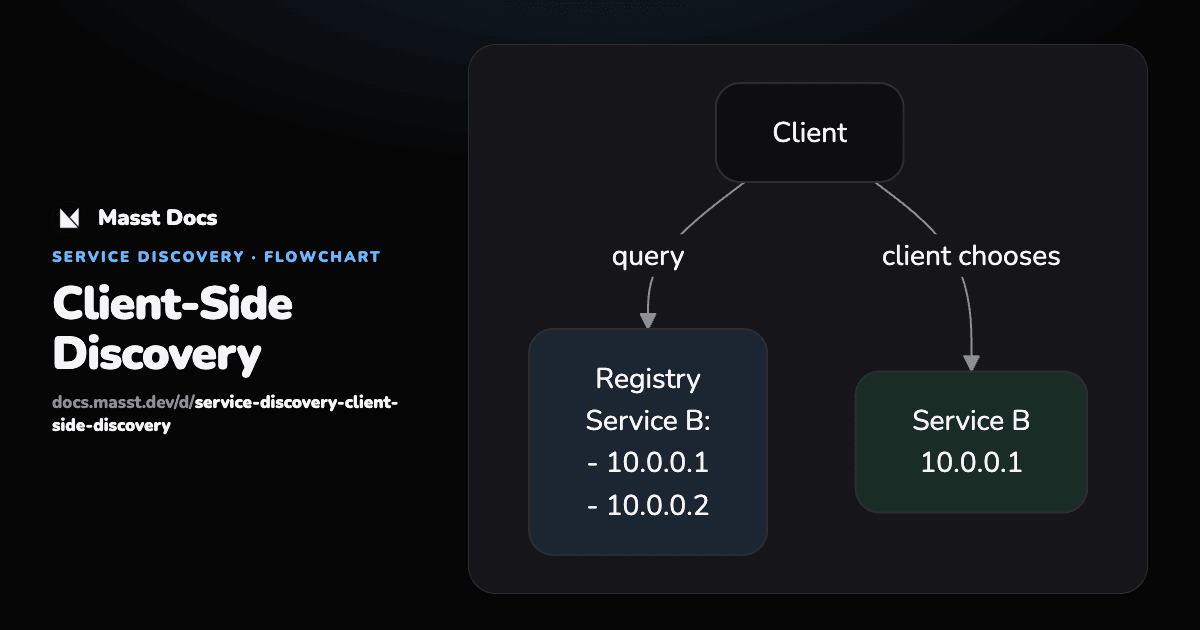 Masst Docs
SERVICE DISCOVERY · FLOWCHART
Client-Side
Discovery
docs.masst.dev/d/service-discovery-client-
side-discovery
Client
query
client chooses
Registry
Service B:
- 10.0.0.1
- 10.0.0.2
Service B
10.0.0.1